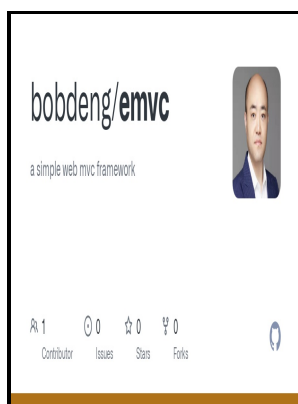 bobdeng/emvc
a simple web mvc framework
1 0 0 0
Contributor Issues Stars Forks